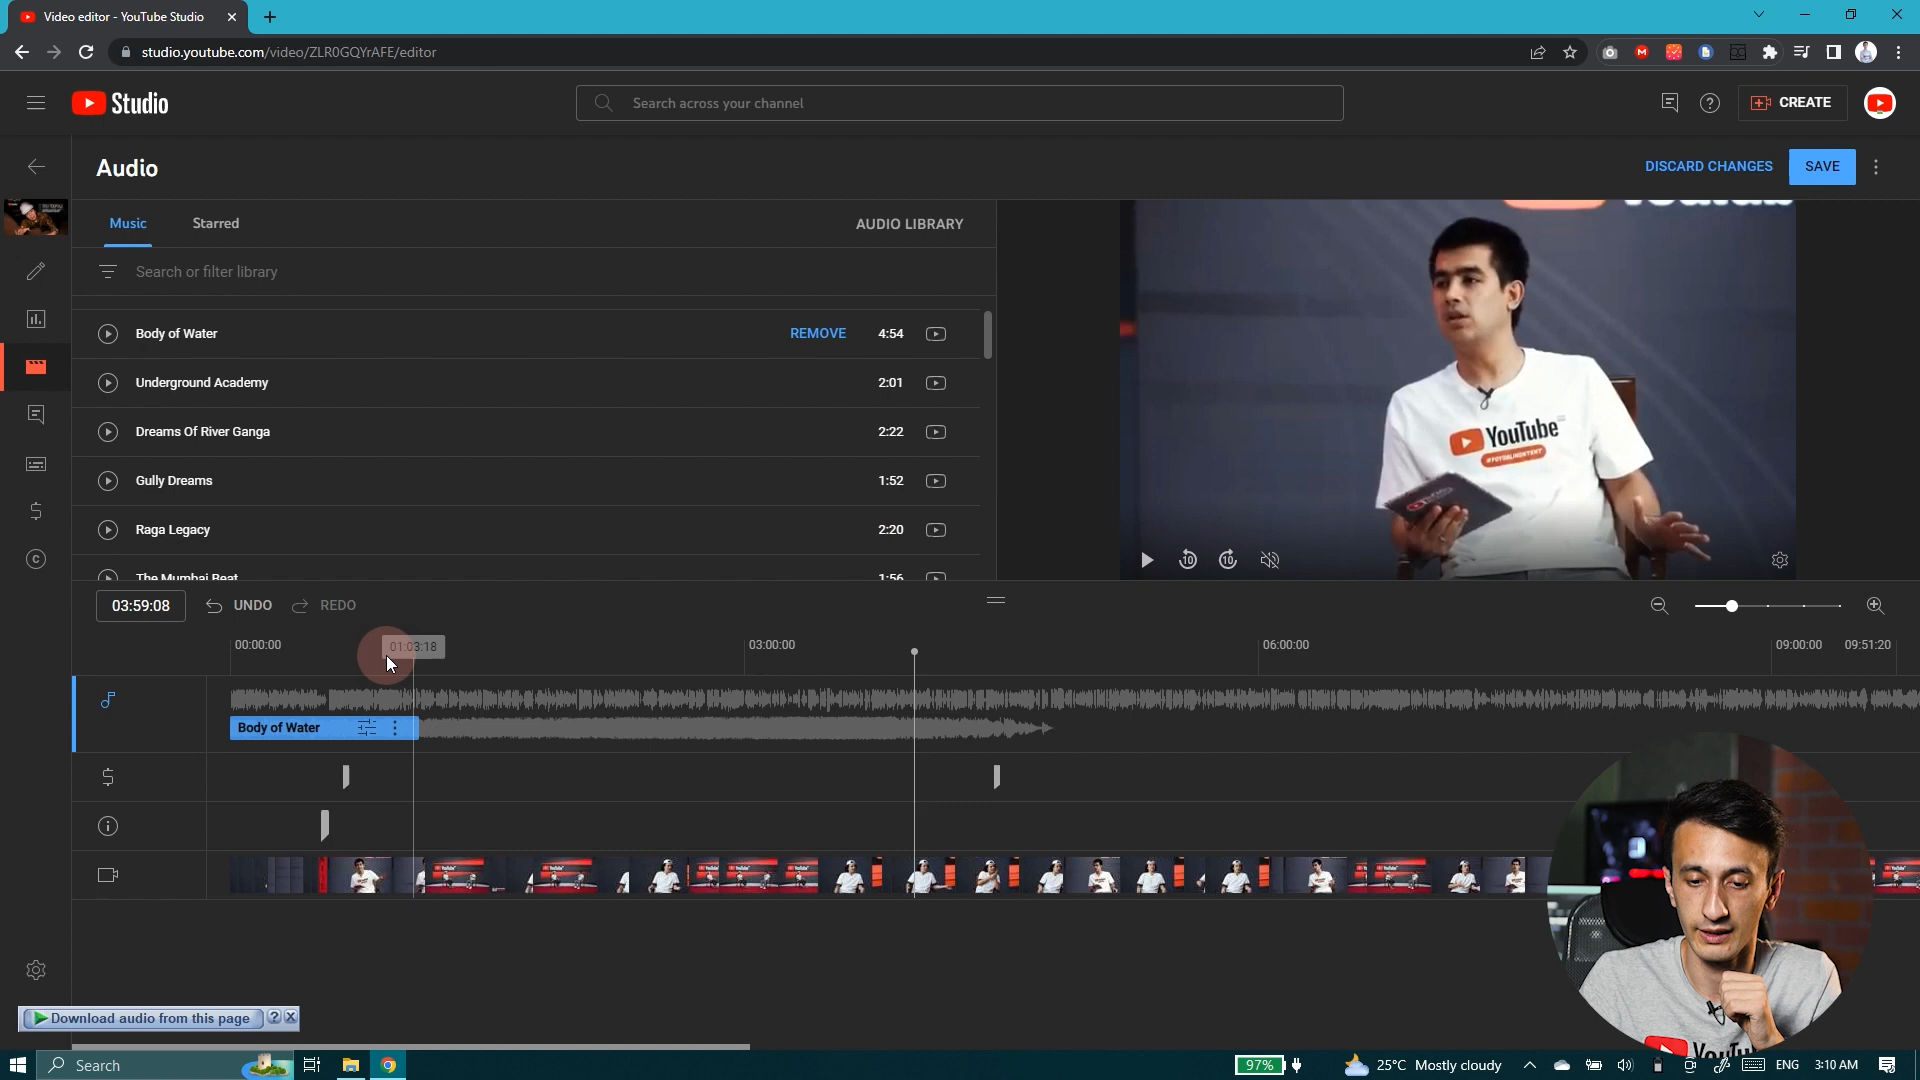 Video editor - YouTube Studio
studio.youtube.com/video/ZLR0GQYrAFE/editor
Studio
Search across your channel
CREATE
Audio
DISCARD CHANGES
SAVE
Music
Starred
AUDIO LIBRARY
Search or filter library
Body of Water
REMOVE
4:54
Underground Academy
2:01
Dreams Of River Ganga
2:22
Gully Dreams
1:52
Raga Legacy
2:20
The Mumbai Beat
1:56
YouTube
10
10
03:59:08
UNDO
REDO
00:00:00
01:03:18
03:00:00
06:00:00
09:00:00
09:51:20
Body of Water
Download audio from this page
Search
97%
25°C Mostly cloudy
ENG
3:10 AM